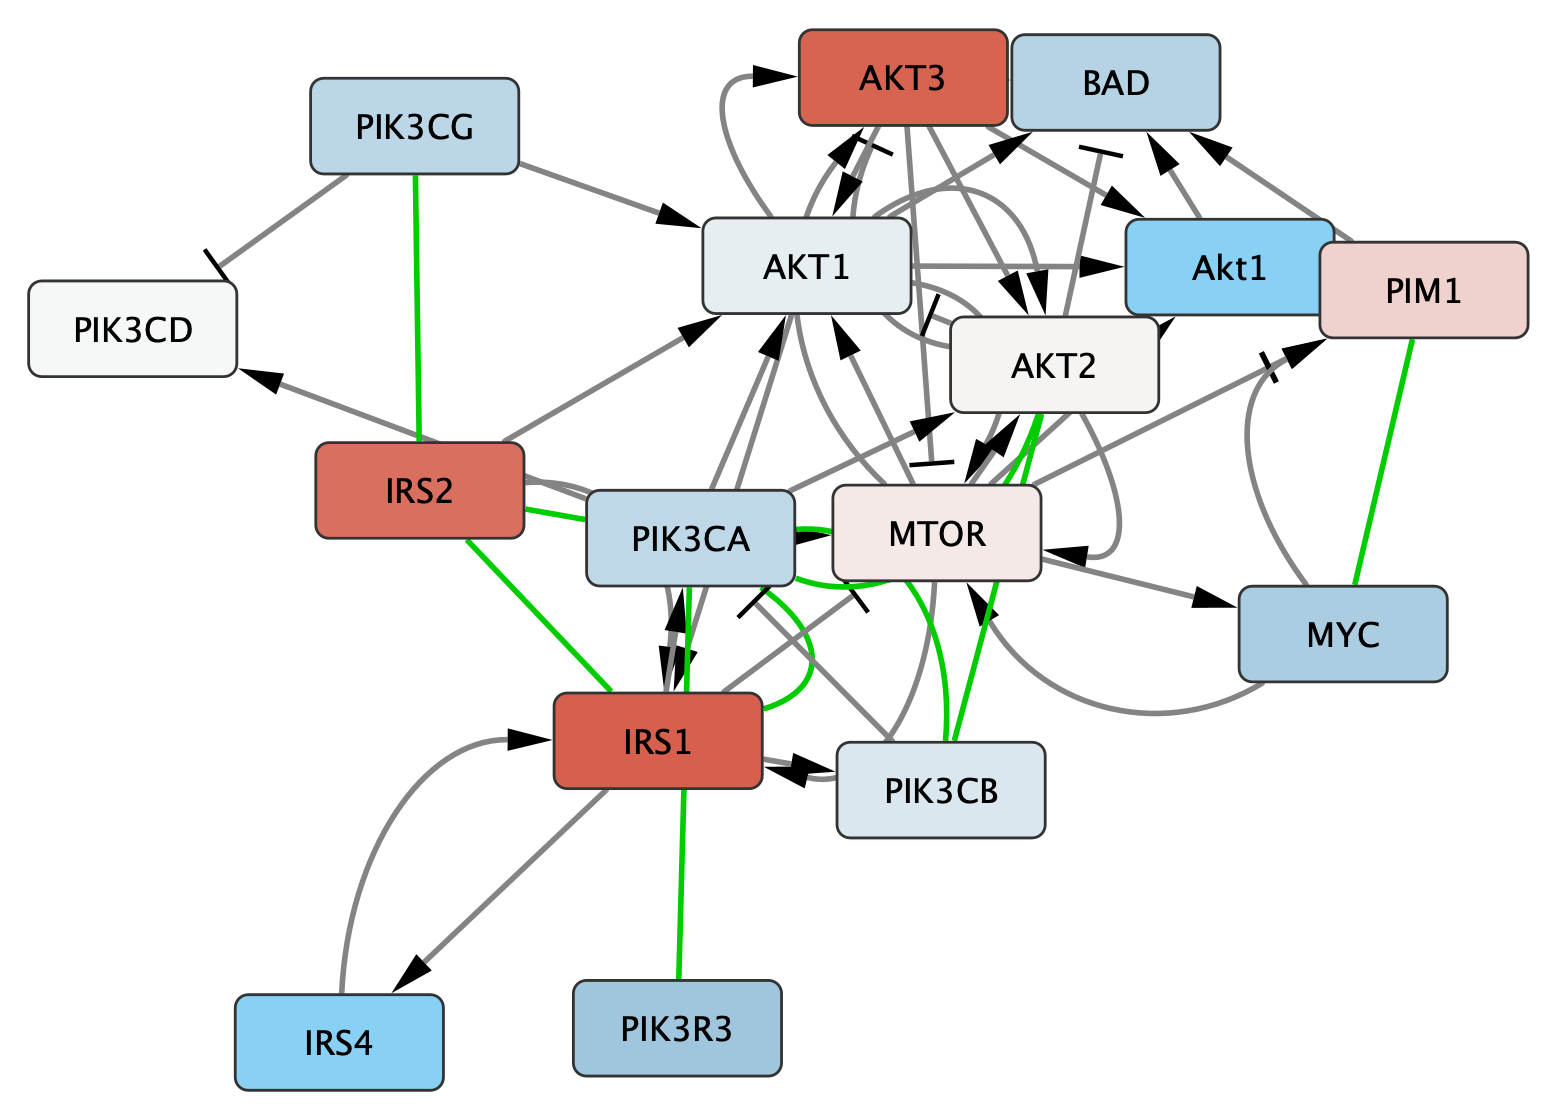 AKT3
BAD
PIK3CG
AKT1
Akt1
PIM1
PIK3CD
AKT2
IRS2
PIK3CA
MTOR
MYC
IRS1
PIK3CB
IRS4
PIK3R3